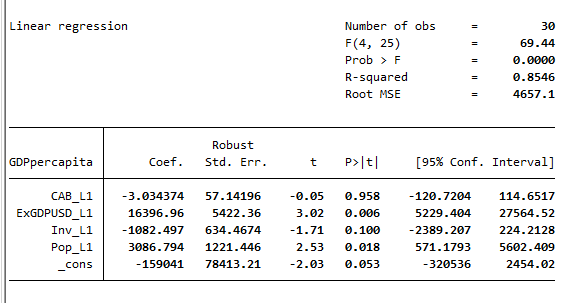 Linear regression Number of obs = 30
F(4, 25) = 69.44
Prob > F = 0.0000
R-squared = 0.8546
Root MSE = 4657.1
Robust
GDPpercapita Coef. Std. Err. t P>|t| [95% Conf. Interval]
CAB_L1 -3.034374 57.14196 -0.05 0.958 -120.7204 114.6517
ExGDPUSD_L1 16396.96 5422.36 3.02 0.006 5229.404 27564.52
Inv_L1 -1082.497 634.4674 -1.71 0.100 -2389.207 224.2128
Pop_L1 3086.794 1221.446 2.53 0.018 571.1793 5602.409
_cons -159041 78413.21 -2.03 0.053 -320536 2454.02